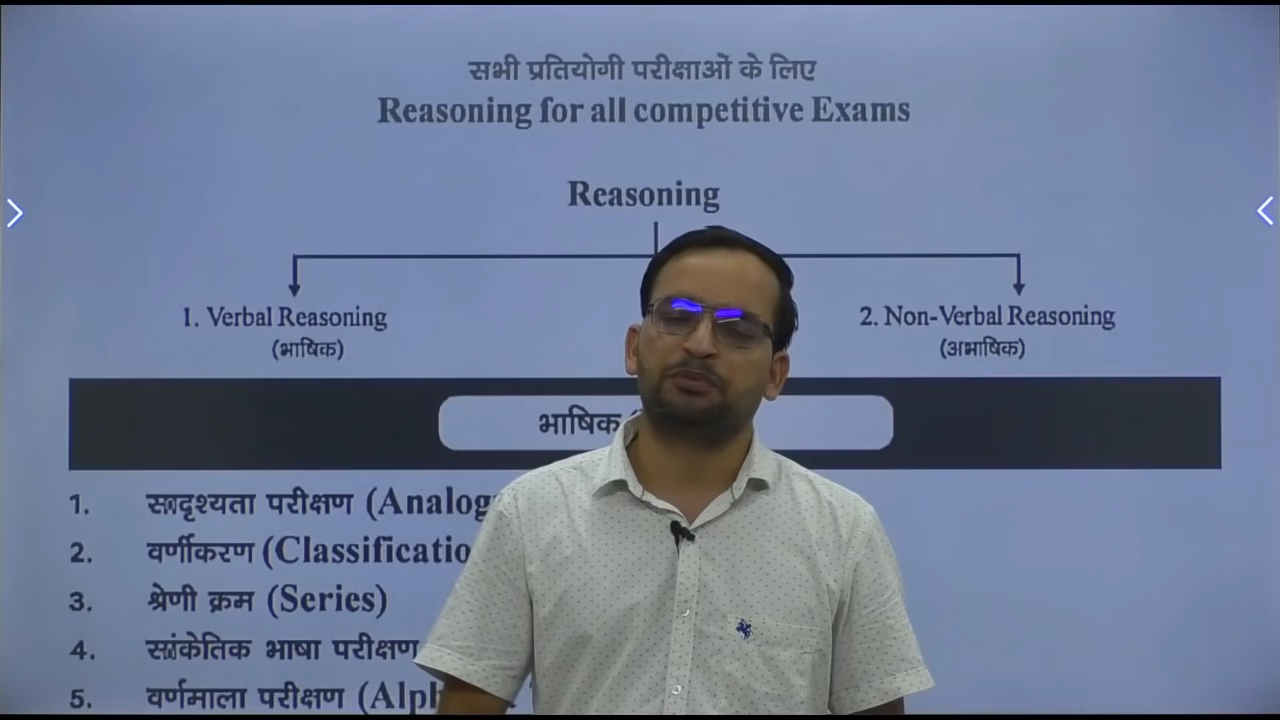 सभी प्रतियोगी परीक्षाओं के लिए
Reasoning for all competitive Exams
Reasoning
1. Verbal Reasoning
(भाषिक)
2. Non-Verbal Reasoning
(अभाषिक)
भाषिक
1. सादृश्यता परीक्षण (Analog
2. वर्णीकरण (Classificatio
3. श्रेणी क्रम (Series)
4. सांकेतिक भाषा परीक्षण
5. वर्णमाला परीक्षण (Alph